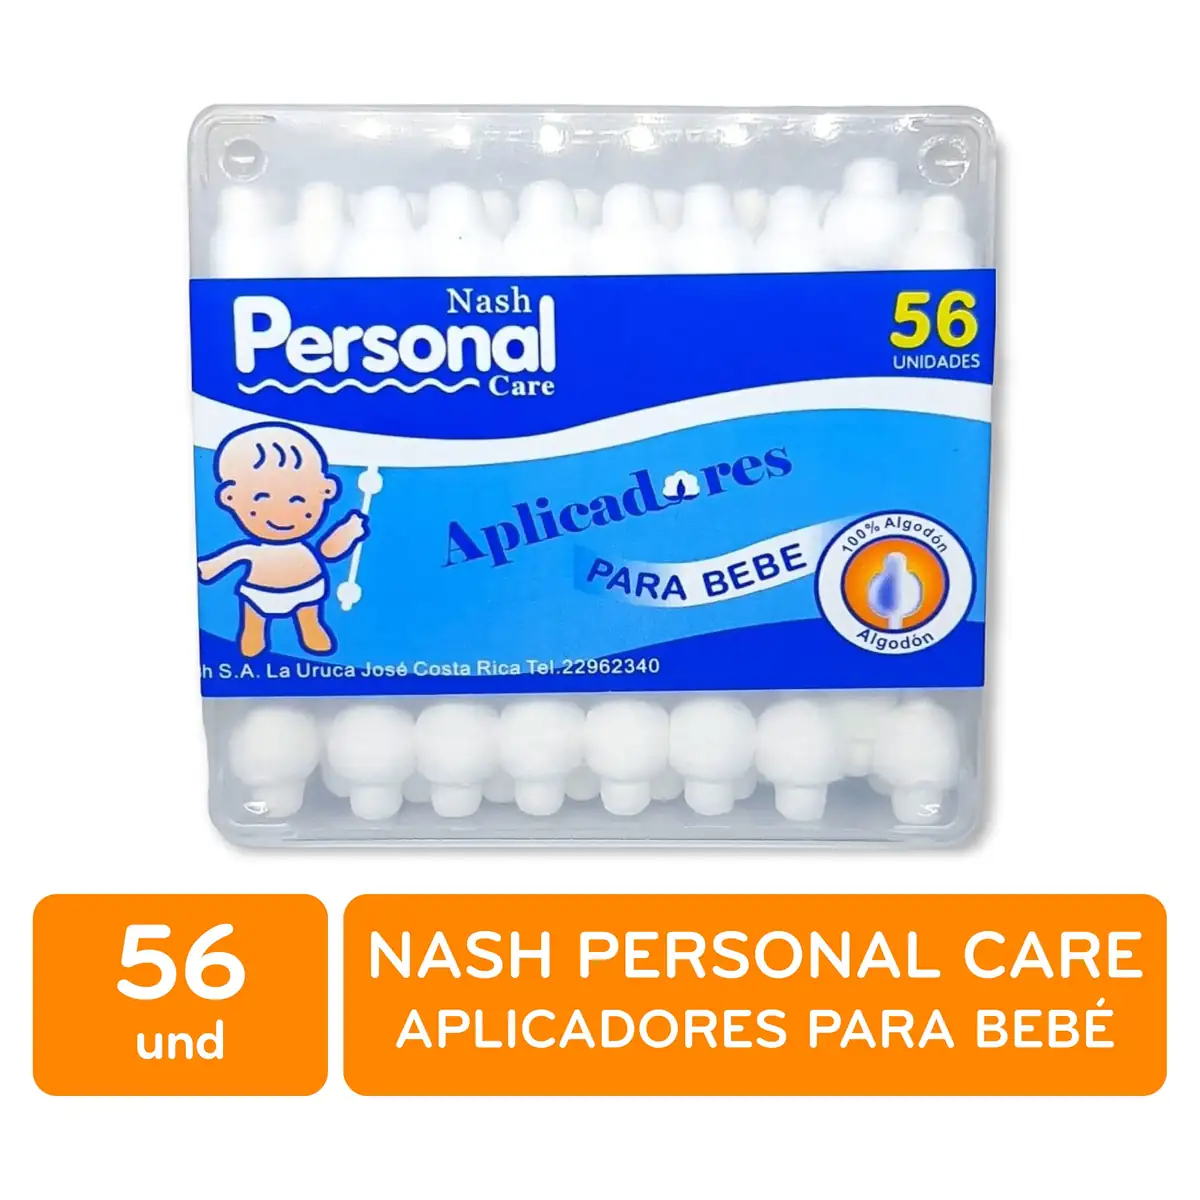 Nash
Personal
Care
56
UNIDADES
Aplicadores
PARA BEBE
100% Algodón
Algodón
h S.A. La Uruca José Costa Rica Tel.22962340
56
und
NASH PERSONAL CARE
APLICADORES PARA BEBÉ